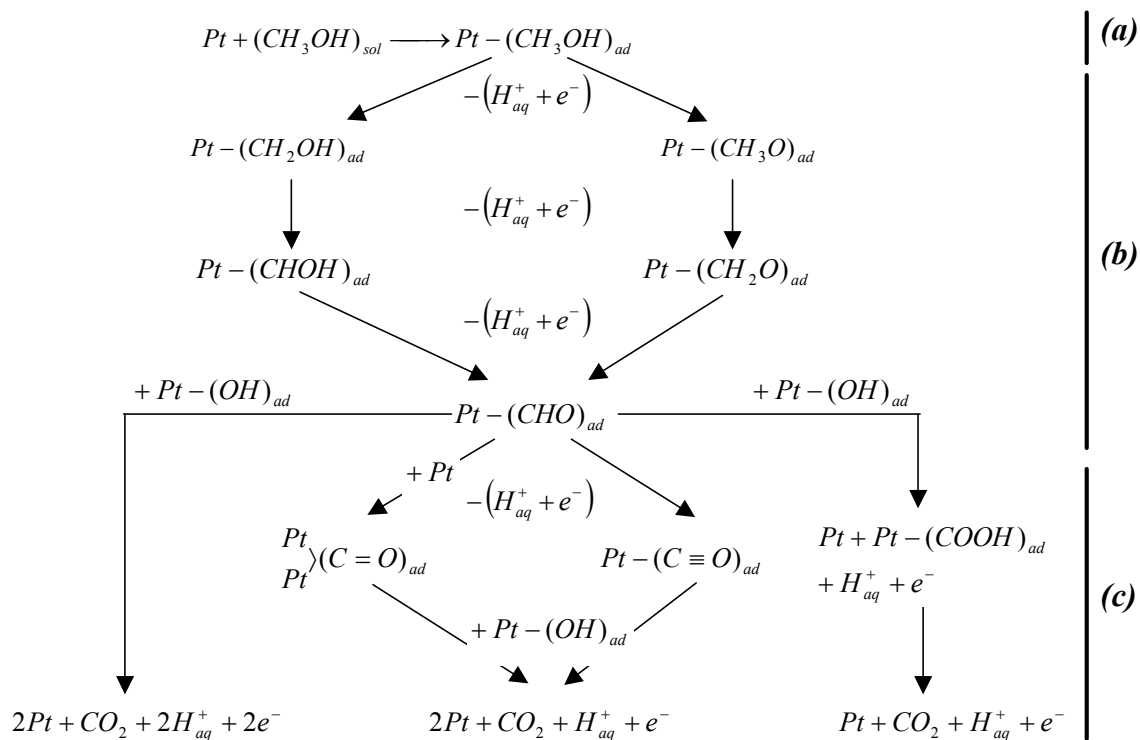 Pt + (CH₃OH)ₛₒₗ ⟶ Pt − (CH₃OH)ad
(a)
−(H⁺aq + e⁻)
Pt − (CH₂OH)ad Pt − (CH₃O)ad
−(H⁺aq + e⁻)
(b)
Pt − (CHOH)ad Pt − (CH₂O)ad
−(H⁺aq + e⁻)
+ Pt − (OH)ad + Pt − (OH)ad
Pt − (CHO)ad
+ Pt
−(H⁺aq + e⁻)
Pt
Pt
⟩(C = O)ad Pt − (C ≡ O)ad
Pt + Pt − (COOH)ad
+ H⁺aq + e⁻
(c)
+ Pt − (OH)ad
2Pt + CO₂ + 2H⁺aq + 2e⁻ 2Pt + CO₂ + H⁺aq + e⁻ Pt + CO₂ + H⁺aq + e⁻